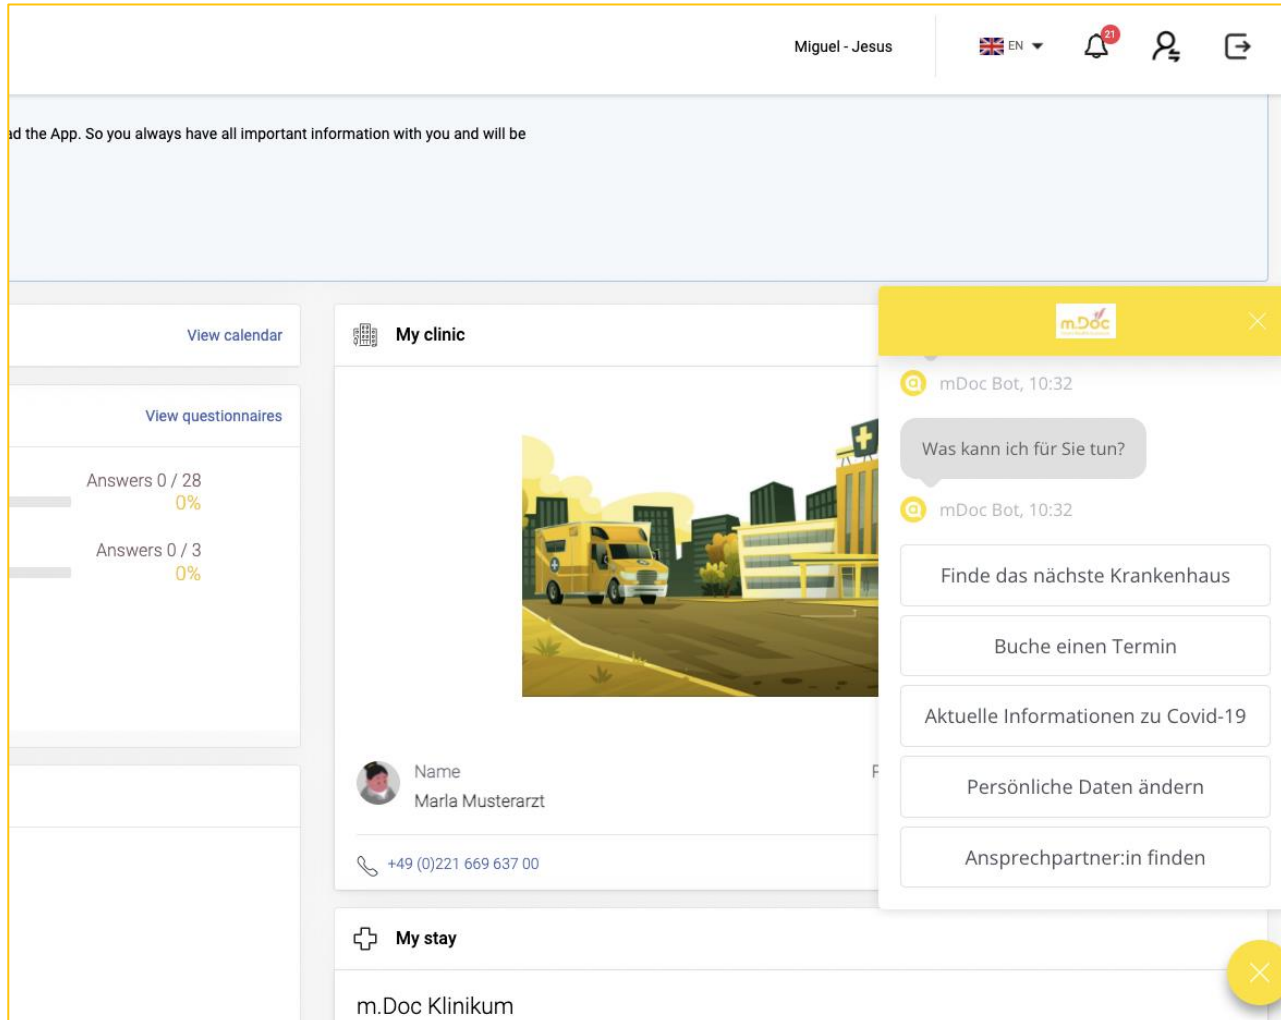 Miguel - Jesus
EN
21
ad the App. So you always have all important information with you and will be
View calendar
View questionnaires
Answers 0 / 28
0%
Answers 0 / 3
0%
My clinic
Name
Marla Musterarzt
+49 (0)221 669 637 00
My stay
m.Doc Klinikum
m.Doc
mDoc Bot, 10:32
Was kann ich für Sie tun?
mDoc Bot, 10:32
Finde das nächste Krankenhaus
Buche einen Termin
Aktuelle Informationen zu Covid-19
Persönliche Daten ändern
Ansprechpartner:in finden